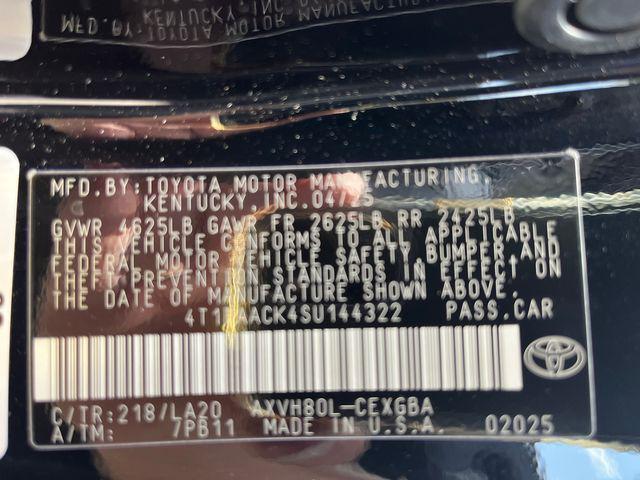 MFD.BY:TOYOTA MOTOR MANUFACTURING,
KENTUCKY,INC.04/25
GVWR 4625LB GAWR FR 2625LB RR 2425LB
THIS VEHICLE CONFORMS TO ALL APPLICABLE
FEDERAL MOTOR VEHICLE SAFETY,BUMPER,AND
THEFT PREVENTION STANDARDS IN EFFECT ON
THE DATE OF MANUFACTURE SHOWN ABOVE.
4T1DAACK4SU144322 PASS.CAR
C/TR:218/LA20 AXVH80L-CEXGBA
A/TM: 7PB11 MADE IN U.S.A. 02025